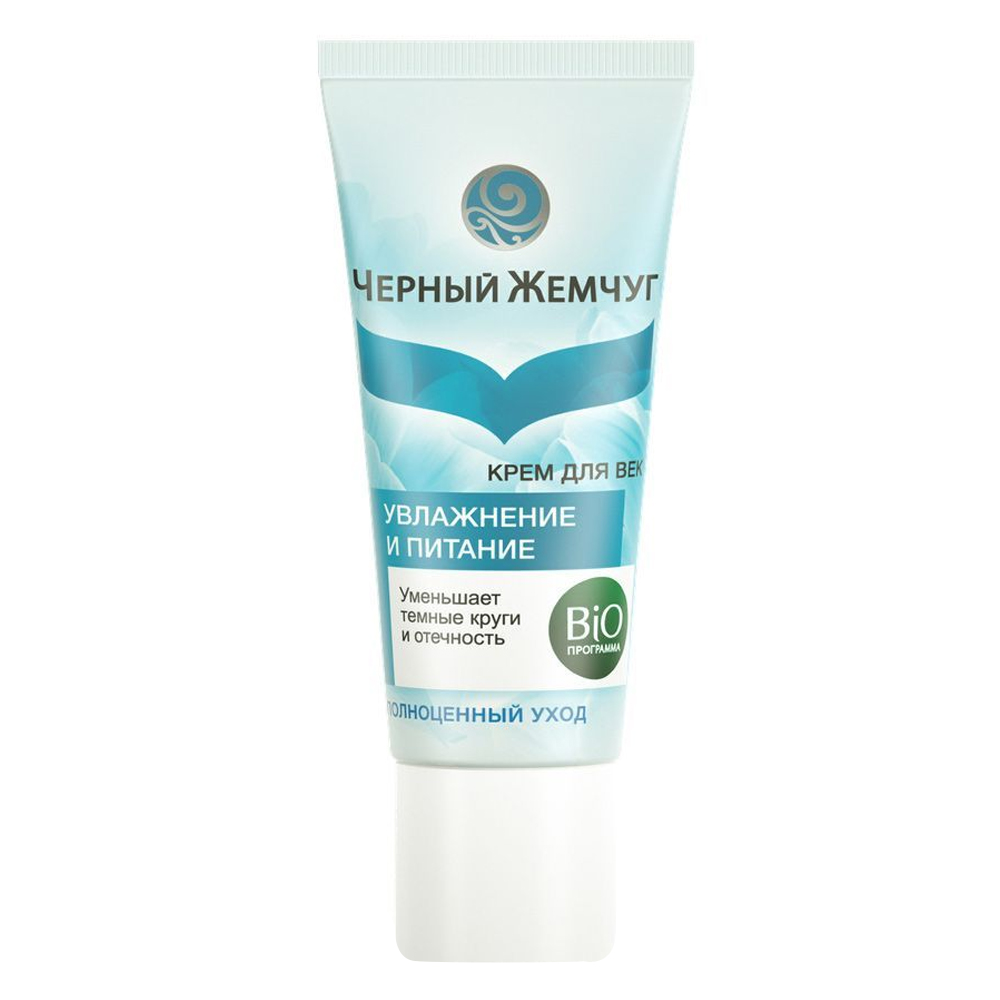 Черный Жемчуг
КРЕМ ДЛЯ ВЕК
УВЛАЖНЕНИЕ
И ПИТАНИЕ
Уменьшает
темные круги
и отечность
BiO
ПРОГРАММА
ПОЛНОЦЕННЫЙ УХОД